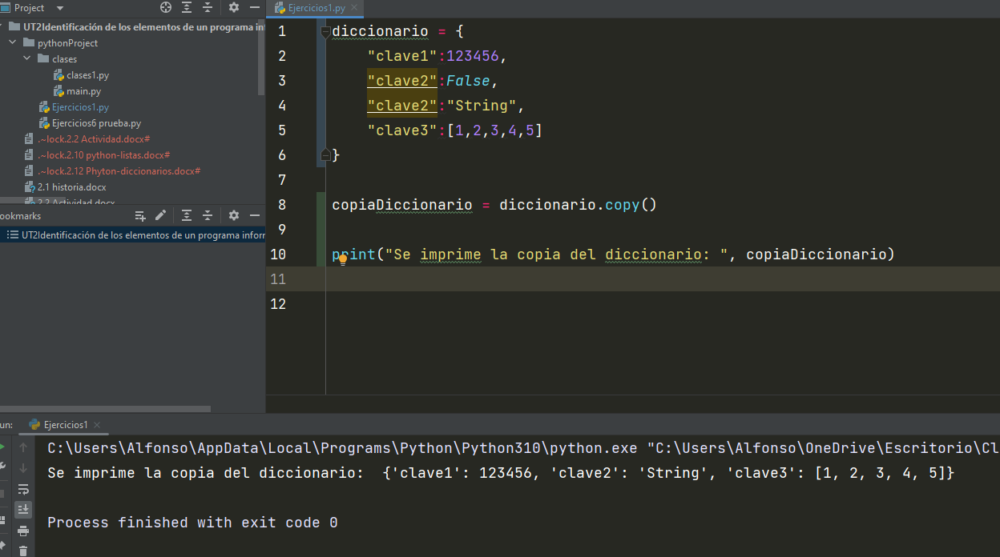 Project
UT2Identificación de los elementos de un programa in
pythonProject
clases
clases1.py
main.py
Ejercicios1.py
Ejercicios6 prueba.py
.~lock.2.2 Actividad.docx#
.~lock.2.10 python-listas.docx#
.~lock.2.12 Phyton-diccionarios.docx#
2.1 historia.docx
2.2 Actividad.docx
ookmarks
UT2Identificación de los elementos de un programa inforr
Ejercicios1.py
1 diccionario = {
2 "clave1":123456,
3 "clave2":False,
4 "clave2":"String",
5 "clave3":[1,2,3,4,5]
6 }
7
8 copiaDiccionario = diccionario.copy()
9
10 print("Se imprime la copia del diccionario: ", copiaDiccionario)
11
12
un: Ejercicios1
C:\Users\Alfonso\AppData\Local\Programs\Python\Python310\python.exe "C:\Users\Alfonso\OneDrive\Escritorio\Cl
Se imprime la copia del diccionario:  {'clave1': 123456, 'clave2': 'String', 'clave3': [1, 2, 3, 4, 5]}
Process finished with exit code 0